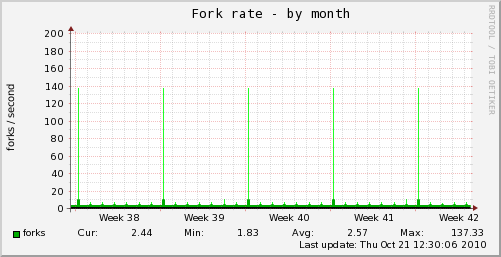 Fork rate - by month
RRDTOOL / TOBI OETIKER
forks / second
200
180
160
140
120
100
80
60
40
20
0
Week 38 Week 39 Week 40 Week 41 Week 42
forks Cur: 2.44 Min: 1.83 Avg: 2.57 Max: 137.33
Last update: Thu Oct 21 12:30:06 2010